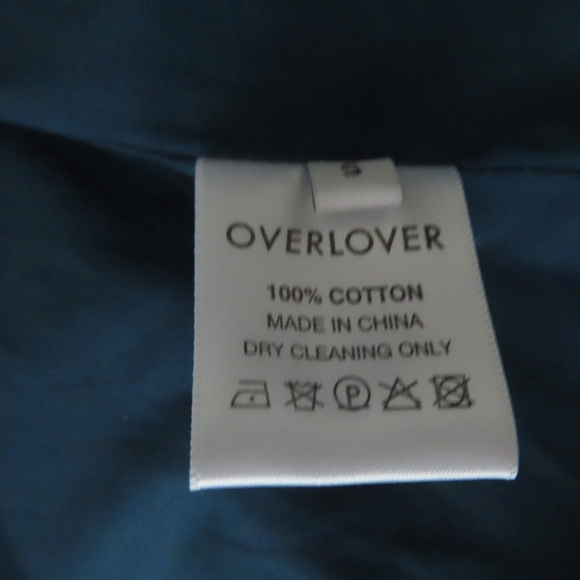 S
OVERLOVER
100% COTTON
MADE IN CHINA
DRY CLEANING ONLY
P